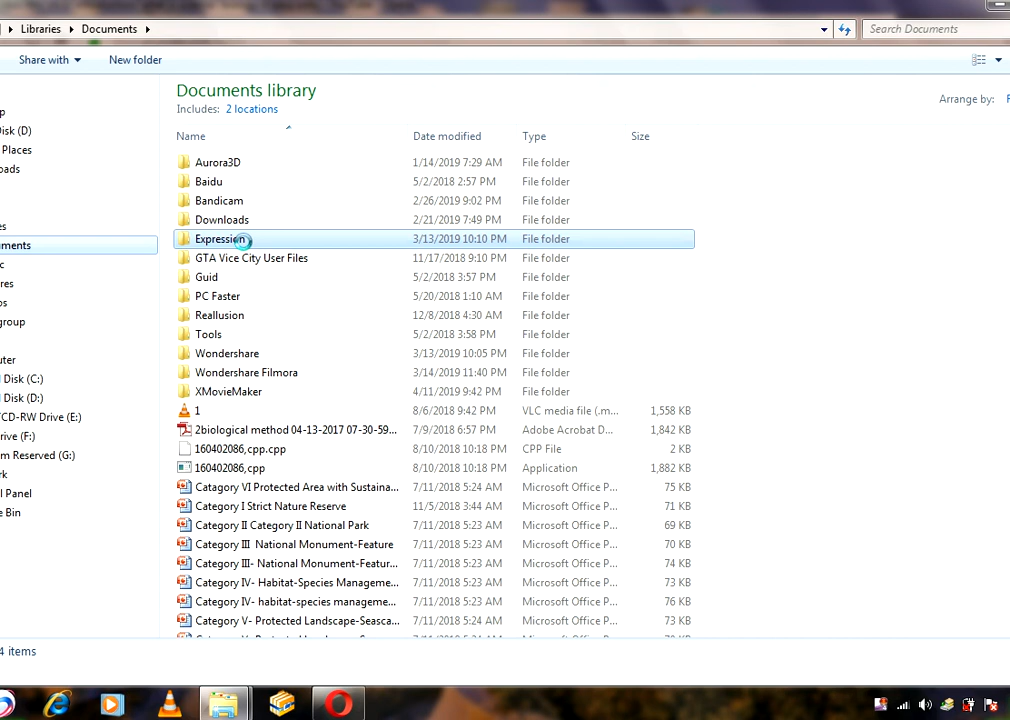 Libraries Documents Search Documents
Share with New folder
Documents library
Includes: 2 locations
Arrange by:
Name Date modified Type Size
Aurora3D 1/14/2019 7:29 AM File folder
isk (D) Baidu 5/2/2018 2:57 PM File folder
Places Bandicam 2/26/2019 9:02 PM File folder
oads Downloads 2/21/2019 7:49 PM File folder
uments Expression 3/13/2019 10:10 PM File folder
GTA Vice City User Files 11/17/2018 9:10 PM File folder
Guid 5/2/2018 3:57 PM File folder
PC Faster 5/20/2018 1:10 AM File folder
group Reallusion 12/8/2018 4:30 AM File folder
Tools 5/2/2018 3:58 PM File folder
uter Wondershare 3/13/2019 10:05 PM File folder
Disk (C:) Wondershare Filmora 3/14/2019 11:40 PM File folder
Disk (D:) XMovieMaker 4/11/2019 9:42 PM File folder
CD-RW Drive (E:) 1 8/6/2018 9:42 PM VLC media file (.m... 1,558 KB
rive (F:) 2biological method 04-13-2017 07-30-59... 7/9/2018 6:57 PM Adobe Acrobat D... 1,842 KB
m Reserved (G:) 160402086,cpp.cpp 8/10/2018 10:18 PM CPP File 2 KB
rk 160402086,cpp 8/10/2018 10:18 PM Application 1,882 KB
l Panel Catagory VI Protected Area with Sustaina... 7/11/2018 5:24 AM Microsoft Office P... 75 KB
e Bin Category I Strict Nature Reserve 11/5/2018 3:44 AM Microsoft Office P... 71 KB
Category II Category II National Park 7/11/2018 5:23 AM Microsoft Office P... 69 KB
Category III National Monument-Feature 7/11/2018 5:23 AM Microsoft Office P... 70 KB
Category III- National Monument-Featur... 7/11/2018 5:23 AM Microsoft Office P... 74 KB
Category IV- Habitat-Species Manageme... 7/11/2018 5:23 AM Microsoft Office P... 73 KB
Category IV- habitat-species manageme... 7/11/2018 5:24 AM Microsoft Office P... 76 KB
Category V- Protected Landscape-Seasca... 7/11/2018 5:24 AM Microsoft Office P... 73 KB
4 items